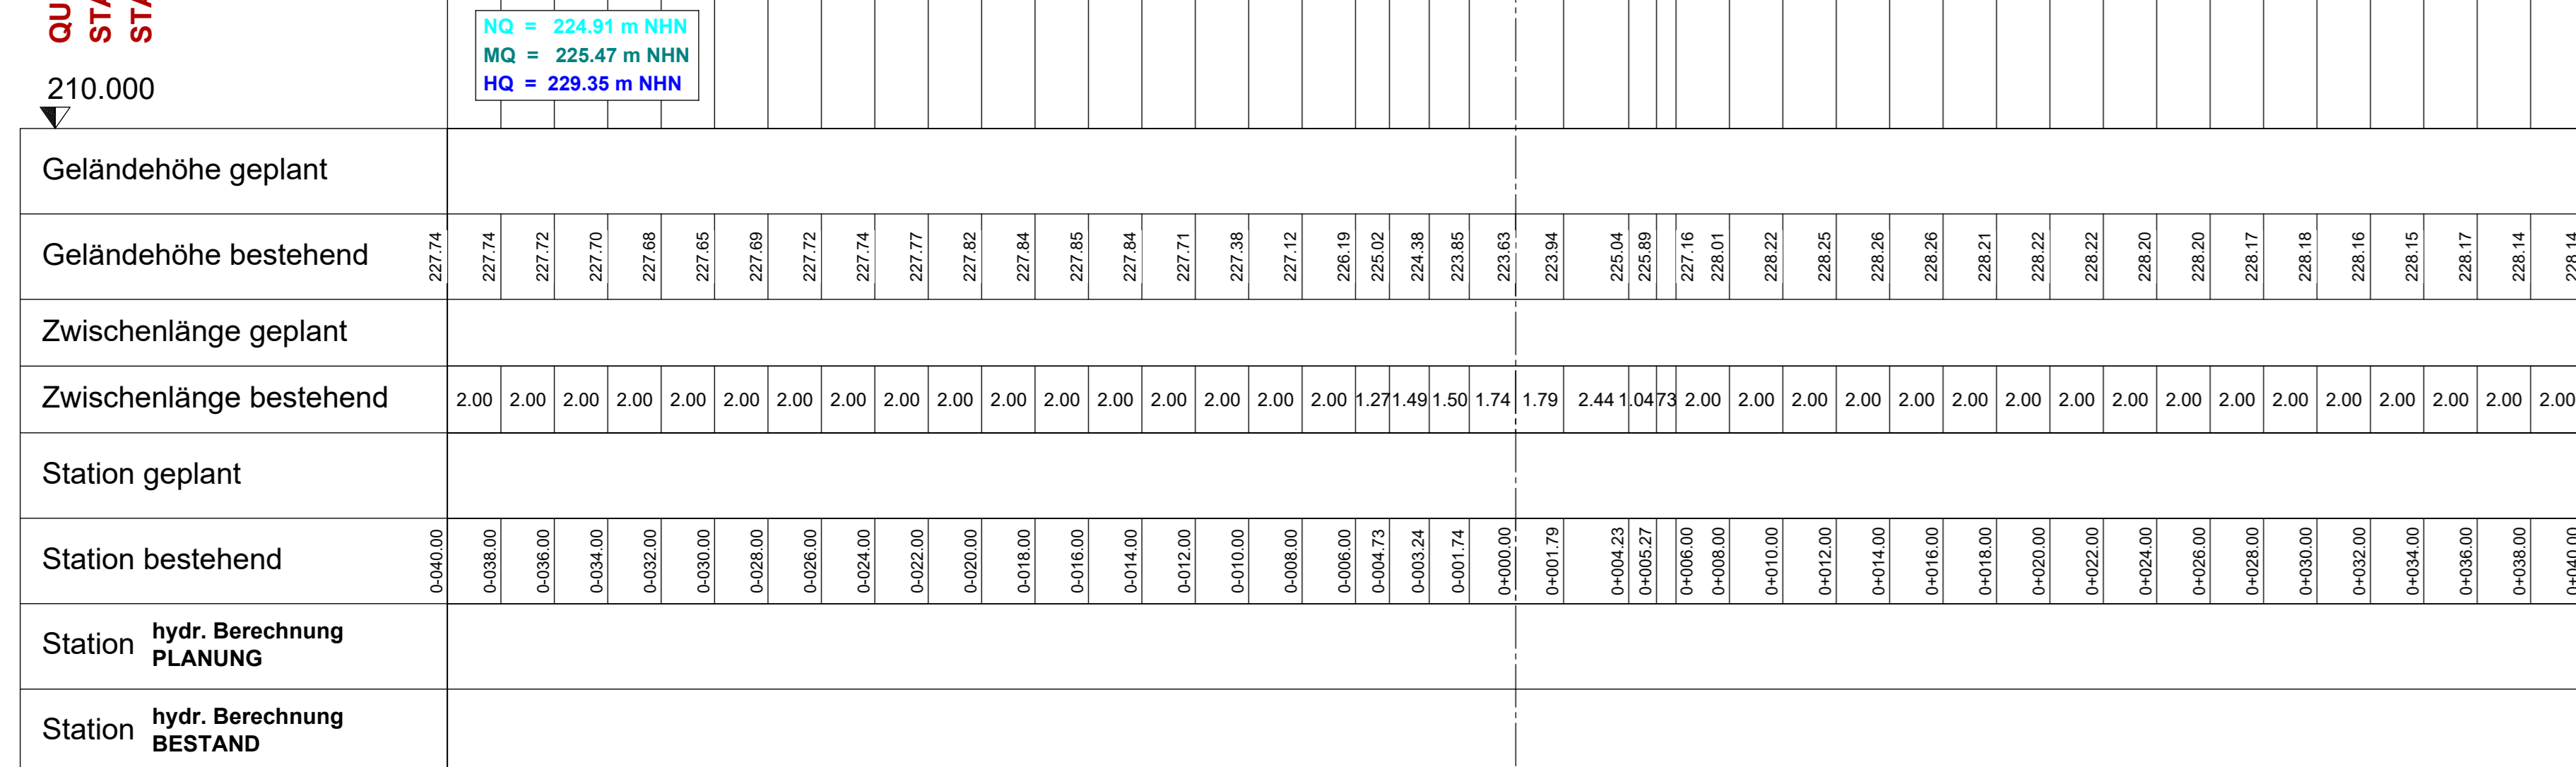 QU
STA
STA
NQ = 224.91 m NHN
MQ = 225.47 m NHN
HQ = 229.35 m NHN
210.000
Geländehöhe geplant
Geländehöhe bestehend 227.74 227.74 227.72 227.70 227.68 227.65 227.69 227.72 227.74 227.77 227.82 227.84 227.85 227.84 227.71 227.38 227.12 226.19 225.02 224.38 223.85 223.63 223.94 225.04 225.89 227.16 228.01 228.22 228.25 228.26 228.26 228.21 228.22 228.22 228.20 228.20 228.17 228.18 228.16 228.15 228.17 228.14 228.14
Zwischenlänge geplant
Zwischenlänge bestehend 2.00 2.00 2.00 2.00 2.00 2.00 2.00 2.00 2.00 2.00 2.00 2.00 2.00 2.00 2.00 2.00 2.00 1.27 1.49 1.50 1.74 1.79 2.44 1.04 73 2.00 2.00 2.00 2.00 2.00 2.00 2.00 2.00 2.00 2.00 2.00 2.00 2.00 2.00 2.00 2.00 2.00
Station geplant
Station bestehend 0-040.00 0-038.00 0-036.00 0-034.00 0-032.00 0-030.00 0-028.00 0-026.00 0-024.00 0-022.00 0-020.00 0-018.00 0-016.00 0-014.00 0-012.00 0-010.00 0-008.00 0-006.00 0-004.73 0-003.24 0-001.74 0+000.00 0+001.79 0+004.23 0+005.27 0+006.00 0+008.00 0+010.00 0+012.00 0+014.00 0+016.00 0+018.00 0+020.00 0+022.00 0+024.00 0+026.00 0+028.00 0+030.00 0+032.00 0+034.00 0+036.00 0+038.00 0+040.00
Station hydr. Berechnung
PLANUNG
Station hydr. Berechnung
BESTAND